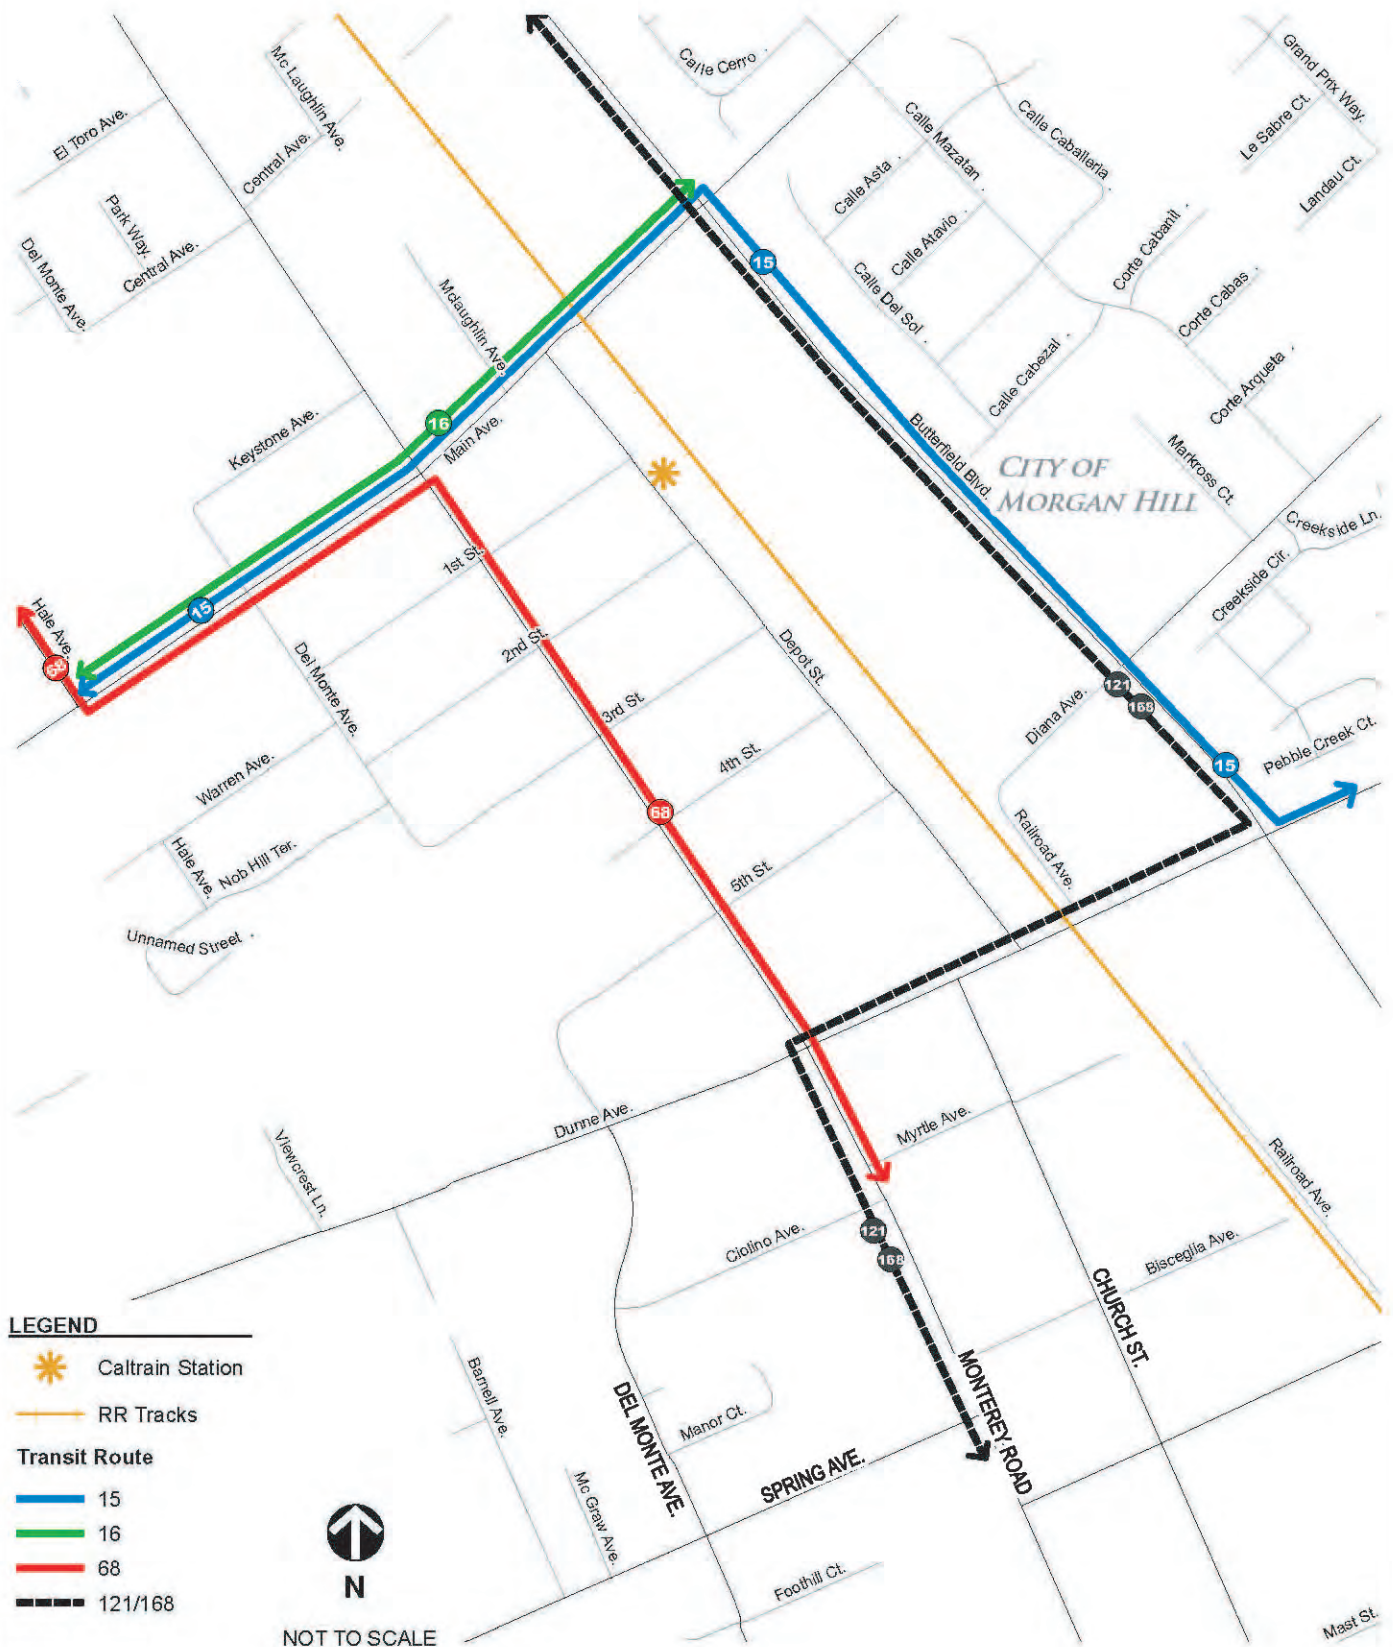 Calle Cerro
Grand Prix Way.
Mc Laughlin Ave.
El Toro Ave.
Central Ave.
Le Sabre Ct.
Landau Ct.
Calle Mazatan
Calle Caballeria
Calle Asta
Park Way.
Del Monte Ave.
Central Ave.
Calle Atavio
Corte Cabanil
Calle Del Sol
Corte Cabas
15
Mclaughlin Ave.
Calle Cabezal
Corte Arqueta
Keystone Ave.
16
Main Ave.
Butterfield Blvd.
Markross Ct.
CITY OF
MORGAN HILL
Creekside Ln.
Creekside Cir.
1st St.
15
Hale Ave.
68
2nd St.
Del Monte Ave.
Depot St.
3rd St.
121
168
Diana Ave.
4th St.
15
Pebble Creek Ct.
Warren Ave.
68
Hale Ave.
Nob Hill Ter.
Railroad Ave.
5th St.
Unnamed Street
Dunne Ave.
Myrtle Ave.
Viewcrest Ln.
Railroad Ave.
Ciolino Ave.
121
168
Bisceglia Ave.
CHURCH ST.
MONTEREY ROAD
Barnell Ave.
DEL MONTE AVE.
Manor Ct.
SPRING AVE.
Mc Graw Ave.
Foothill Ct.
Mast St.
LEGEND
Caltrain Station
RR Tracks
Transit Route
15
16
68
121/168
N
NOT TO SCALE